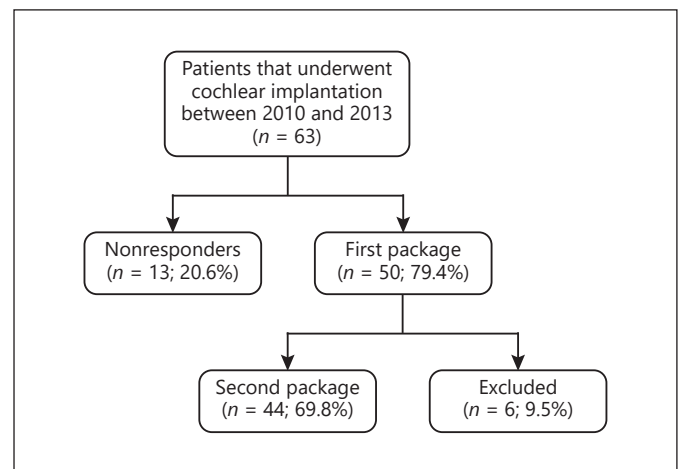 Patients that underwent
cochlear implantation
between 2010 and 2013
(n = 63)
Nonresponders
(n = 13; 20.6%)
First package
(n = 50; 79.4%)
Second package
(n = 44; 69.8%)
Excluded
(n = 6; 9.5%)